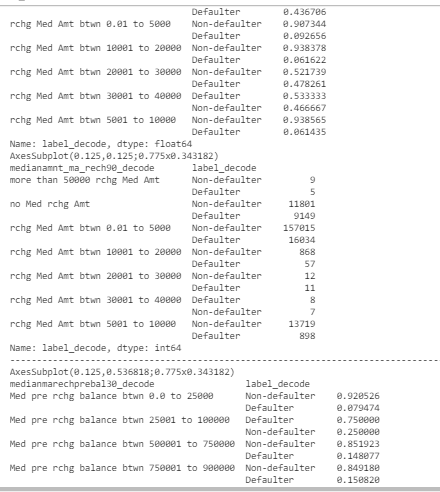 Defaulter 0.436706
rchg Med Amt btwn 0.01 to 5000 Non-defaulter 0.907344
Defaulter 0.092656
rchg Med Amt btwn 10001 to 20000 Non-defaulter 0.938378
Defaulter 0.061622
rchg Med Amt btwn 20001 to 30000 Non-defaulter 0.521739
Defaulter 0.478261
rchg Med Amt btwn 30001 to 40000 Defaulter 0.533333
Non-defaulter 0.466667
rchg Med Amt btwn 5001 to 10000 Non-defaulter 0.938565
Defaulter 0.061435
Name: label_decode, dtype: float64
AxesSubplot(0.125,0.125;0.775x0.343182)
medianamnt_ma_rech90_decode label_decode
more than 50000 rchg Med Amt Non-defaulter 9
Defaulter 5
no Med rchg Amt Non-defaulter 11801
Defaulter 9149
rchg Med Amt btwn 0.01 to 5000 Non-defaulter 157015
Defaulter 16034
rchg Med Amt btwn 10001 to 20000 Non-defaulter 868
Defaulter 57
rchg Med Amt btwn 20001 to 30000 Non-defaulter 12
Defaulter 11
rchg Med Amt btwn 30001 to 40000 Defaulter 8
Non-defaulter 7
rchg Med Amt btwn 5001 to 10000 Non-defaulter 13719
Defaulter 898
Name: label_decode, dtype: int64
--------------------------------------------------------------------------------
AxesSubplot(0.125,0.536818;0.775x0.343182)
medianmarechprebal30_decode label_decode
Med pre rchg balance btwn 0.0 to 25000 Non-defaulter 0.920526
Defaulter 0.079474
Med pre rchg balance btwn 25001 to 100000 Defaulter 0.750000
Non-defaulter 0.250000
Med pre rchg balance btwn 500001 to 750000 Non-defaulter 0.851923
Defaulter 0.148077
Med pre rchg balance btwn 750001 to 900000 Non-defaulter 0.849180
Defaulter 0.150820